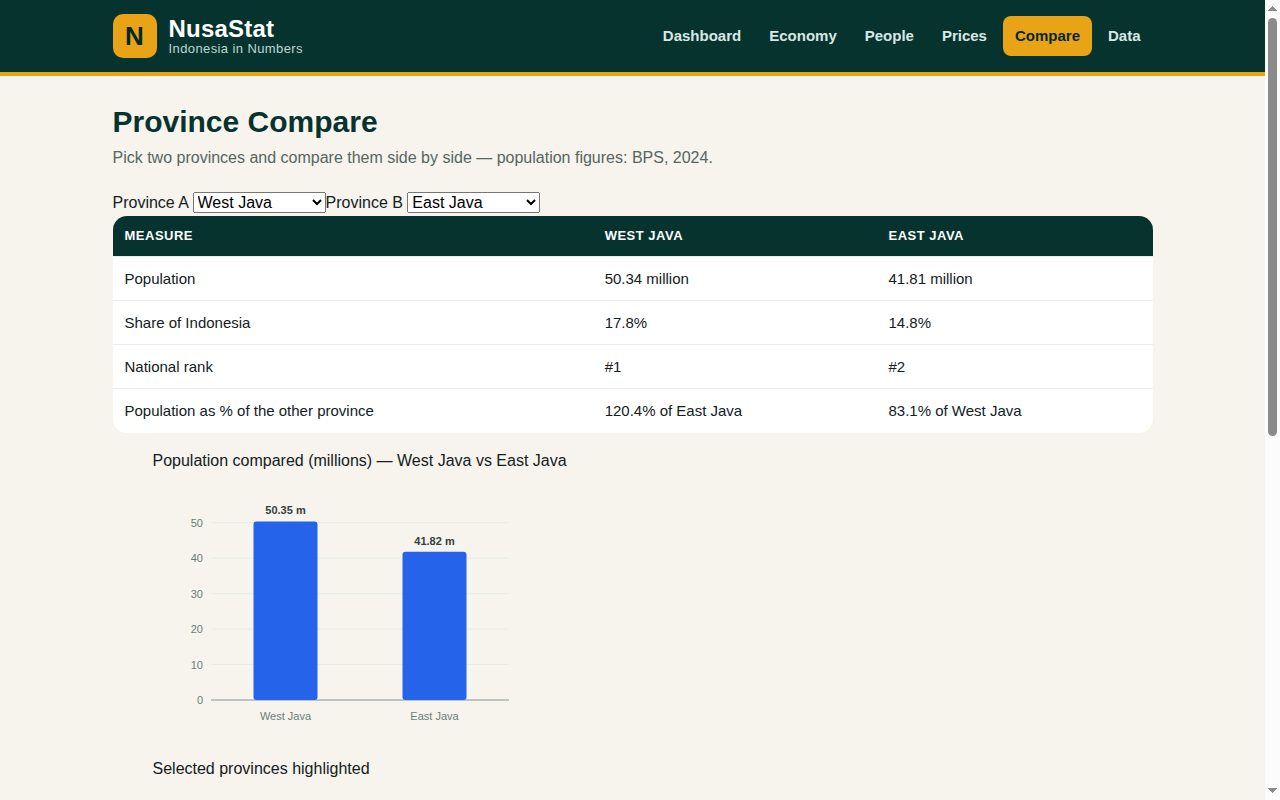 N
NusaStat
Indonesia in Numbers
Dashboard Economy People Prices Compare Data
Province Compare
Pick two provinces and compare them side by side — population figures: BPS, 2024.
Province A West Java Province B East Java
MEASURE WEST JAVA EAST JAVA
Population 50.34 million 41.81 million
Share of Indonesia 17.8% 14.8%
National rank #1 #2
Population as % of the other province 120.4% of East Java 83.1% of West Java
Population compared (millions) — West Java vs East Java
50.35 m
41.82 m
50
40
30
20
10
0
West Java East Java
Selected provinces highlighted